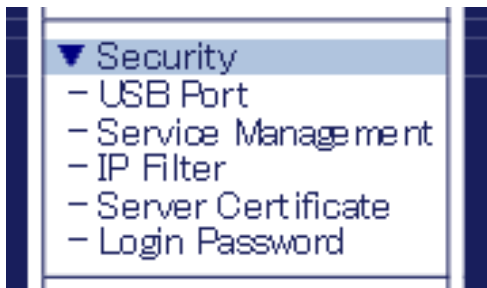 ▼ Security
– USB Port
– Service Management
– IP Filter
– Server Certificate
– Login Password